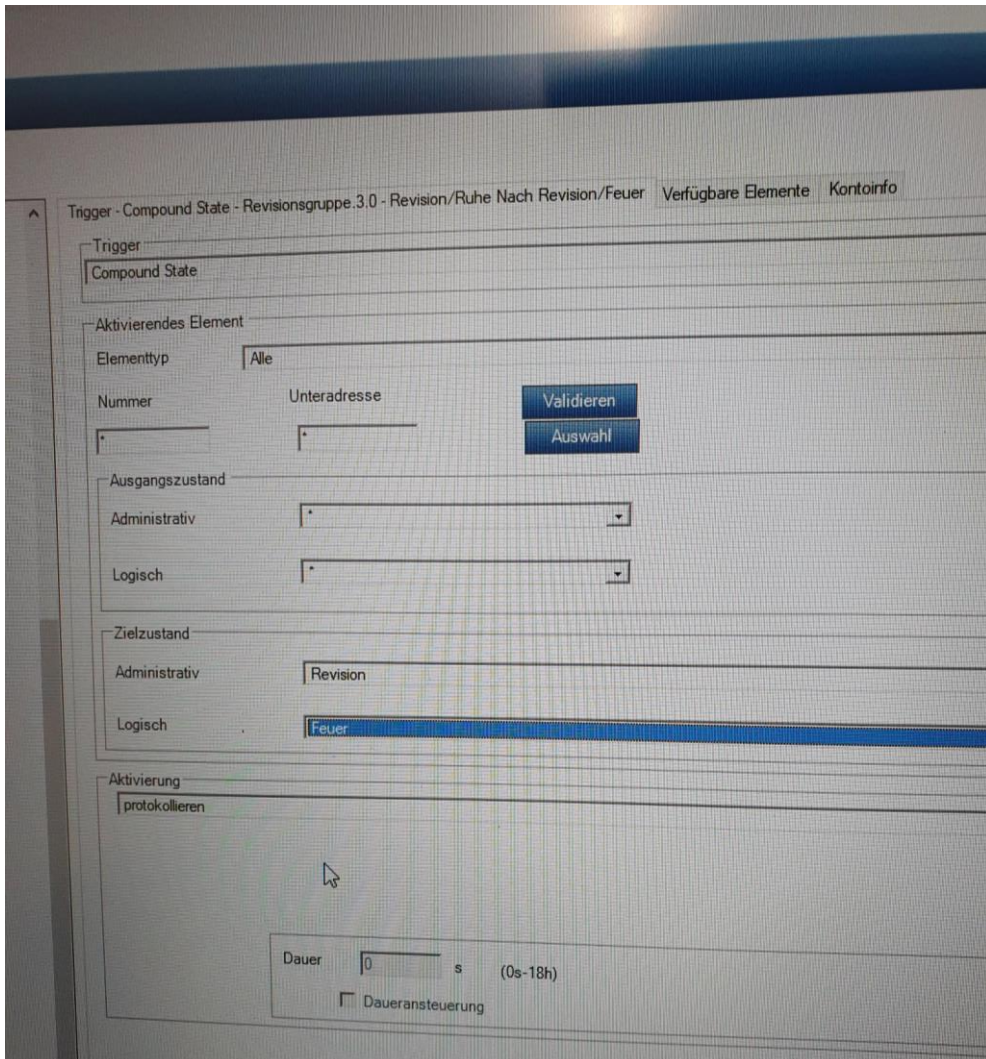 Trigger - Compound State - Revisionsgruppe.3.0 - Revision/Ruhe Nach Revision/Feuer Verfügbare Elemente Kontoinfo
Trigger
Compound State
Aktivierendes Element
Elementtyp Alle
Nummer Unteradresse Validieren
* * Auswahl
Ausgangszustand
Administrativ *
Logisch *
Zielzustand
Administrativ Revision
Logisch Feuer
Aktivierung
protokollieren
Dauer 0 s (0s-18h)
Daueransteuerung